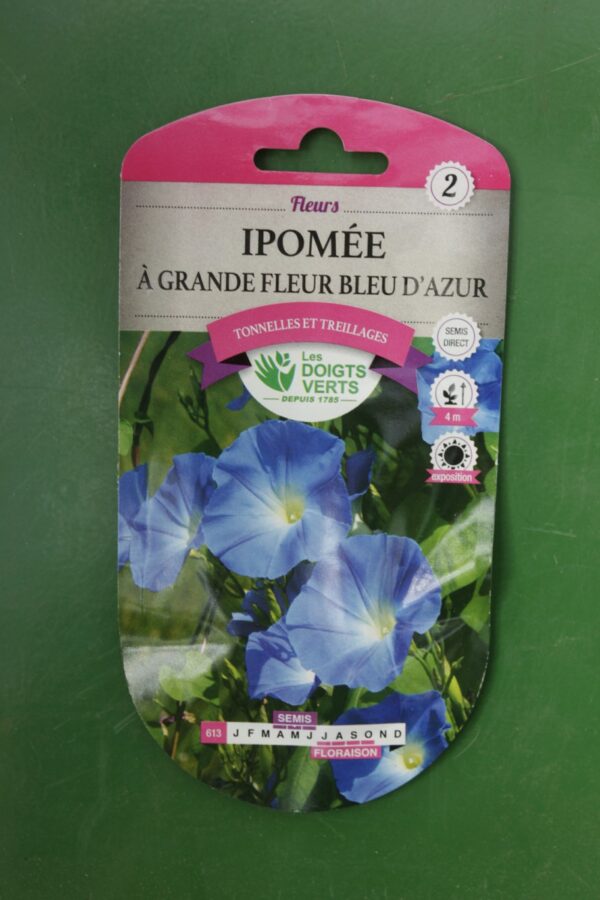 2
Fleurs
IPOMÉE
À GRANDE FLEUR BLEU D'AZUR
TONNELLES ET TREILLAGES
Les
DOIGTS
VERTS
DEPUIS 1785
SEMIS
DIRECT
4 m
exposition
SEMIS
613 J F M A M J J A S O N D
FLORAISON